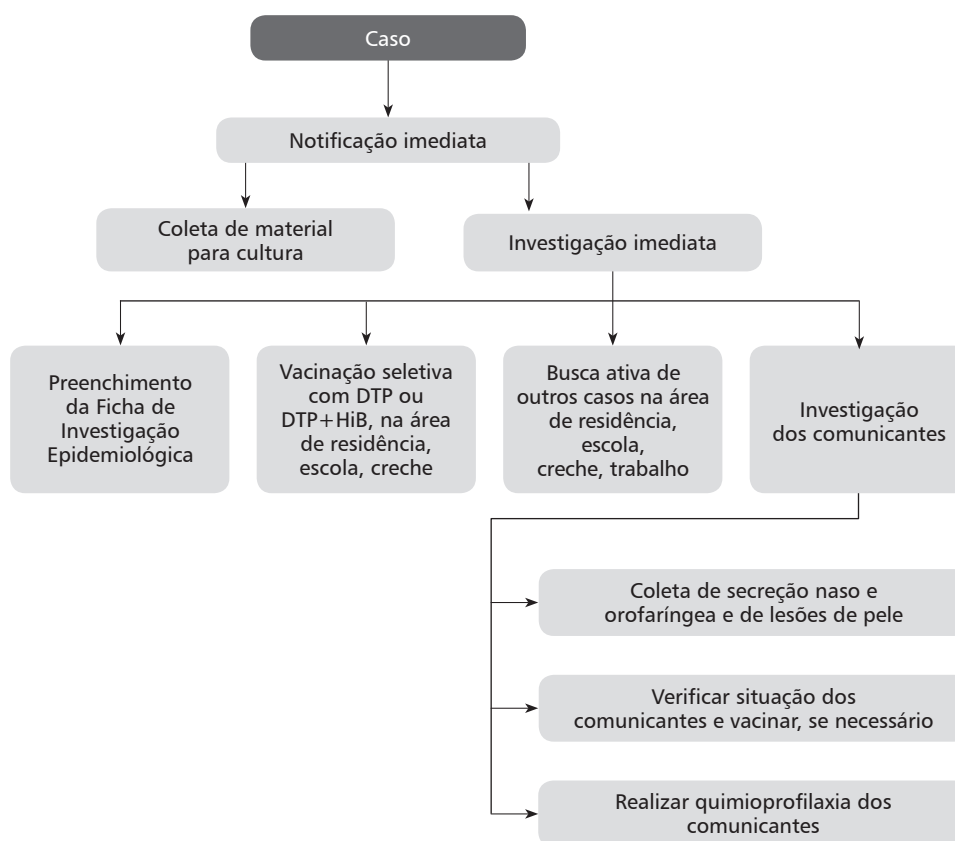 Caso
Notificação imediata
Coleta de material
para cultura
Investigação imediata
Preenchimento
da Ficha de
Investigação
Epidemiológica
Vacinação seletiva
com DTP ou
DTP+HiB, na área
de residência,
escola, creche
Busca ativa de
outros casos na área
de residência,
escola,
creche, trabalho
Investigação
dos comunicantes
Coleta de secreção naso e
orofaríngea e de lesões de pele
Verificar situação dos
comunicantes e vacinar, se necessário
Realizar quimioprofilaxia dos
comunicantes